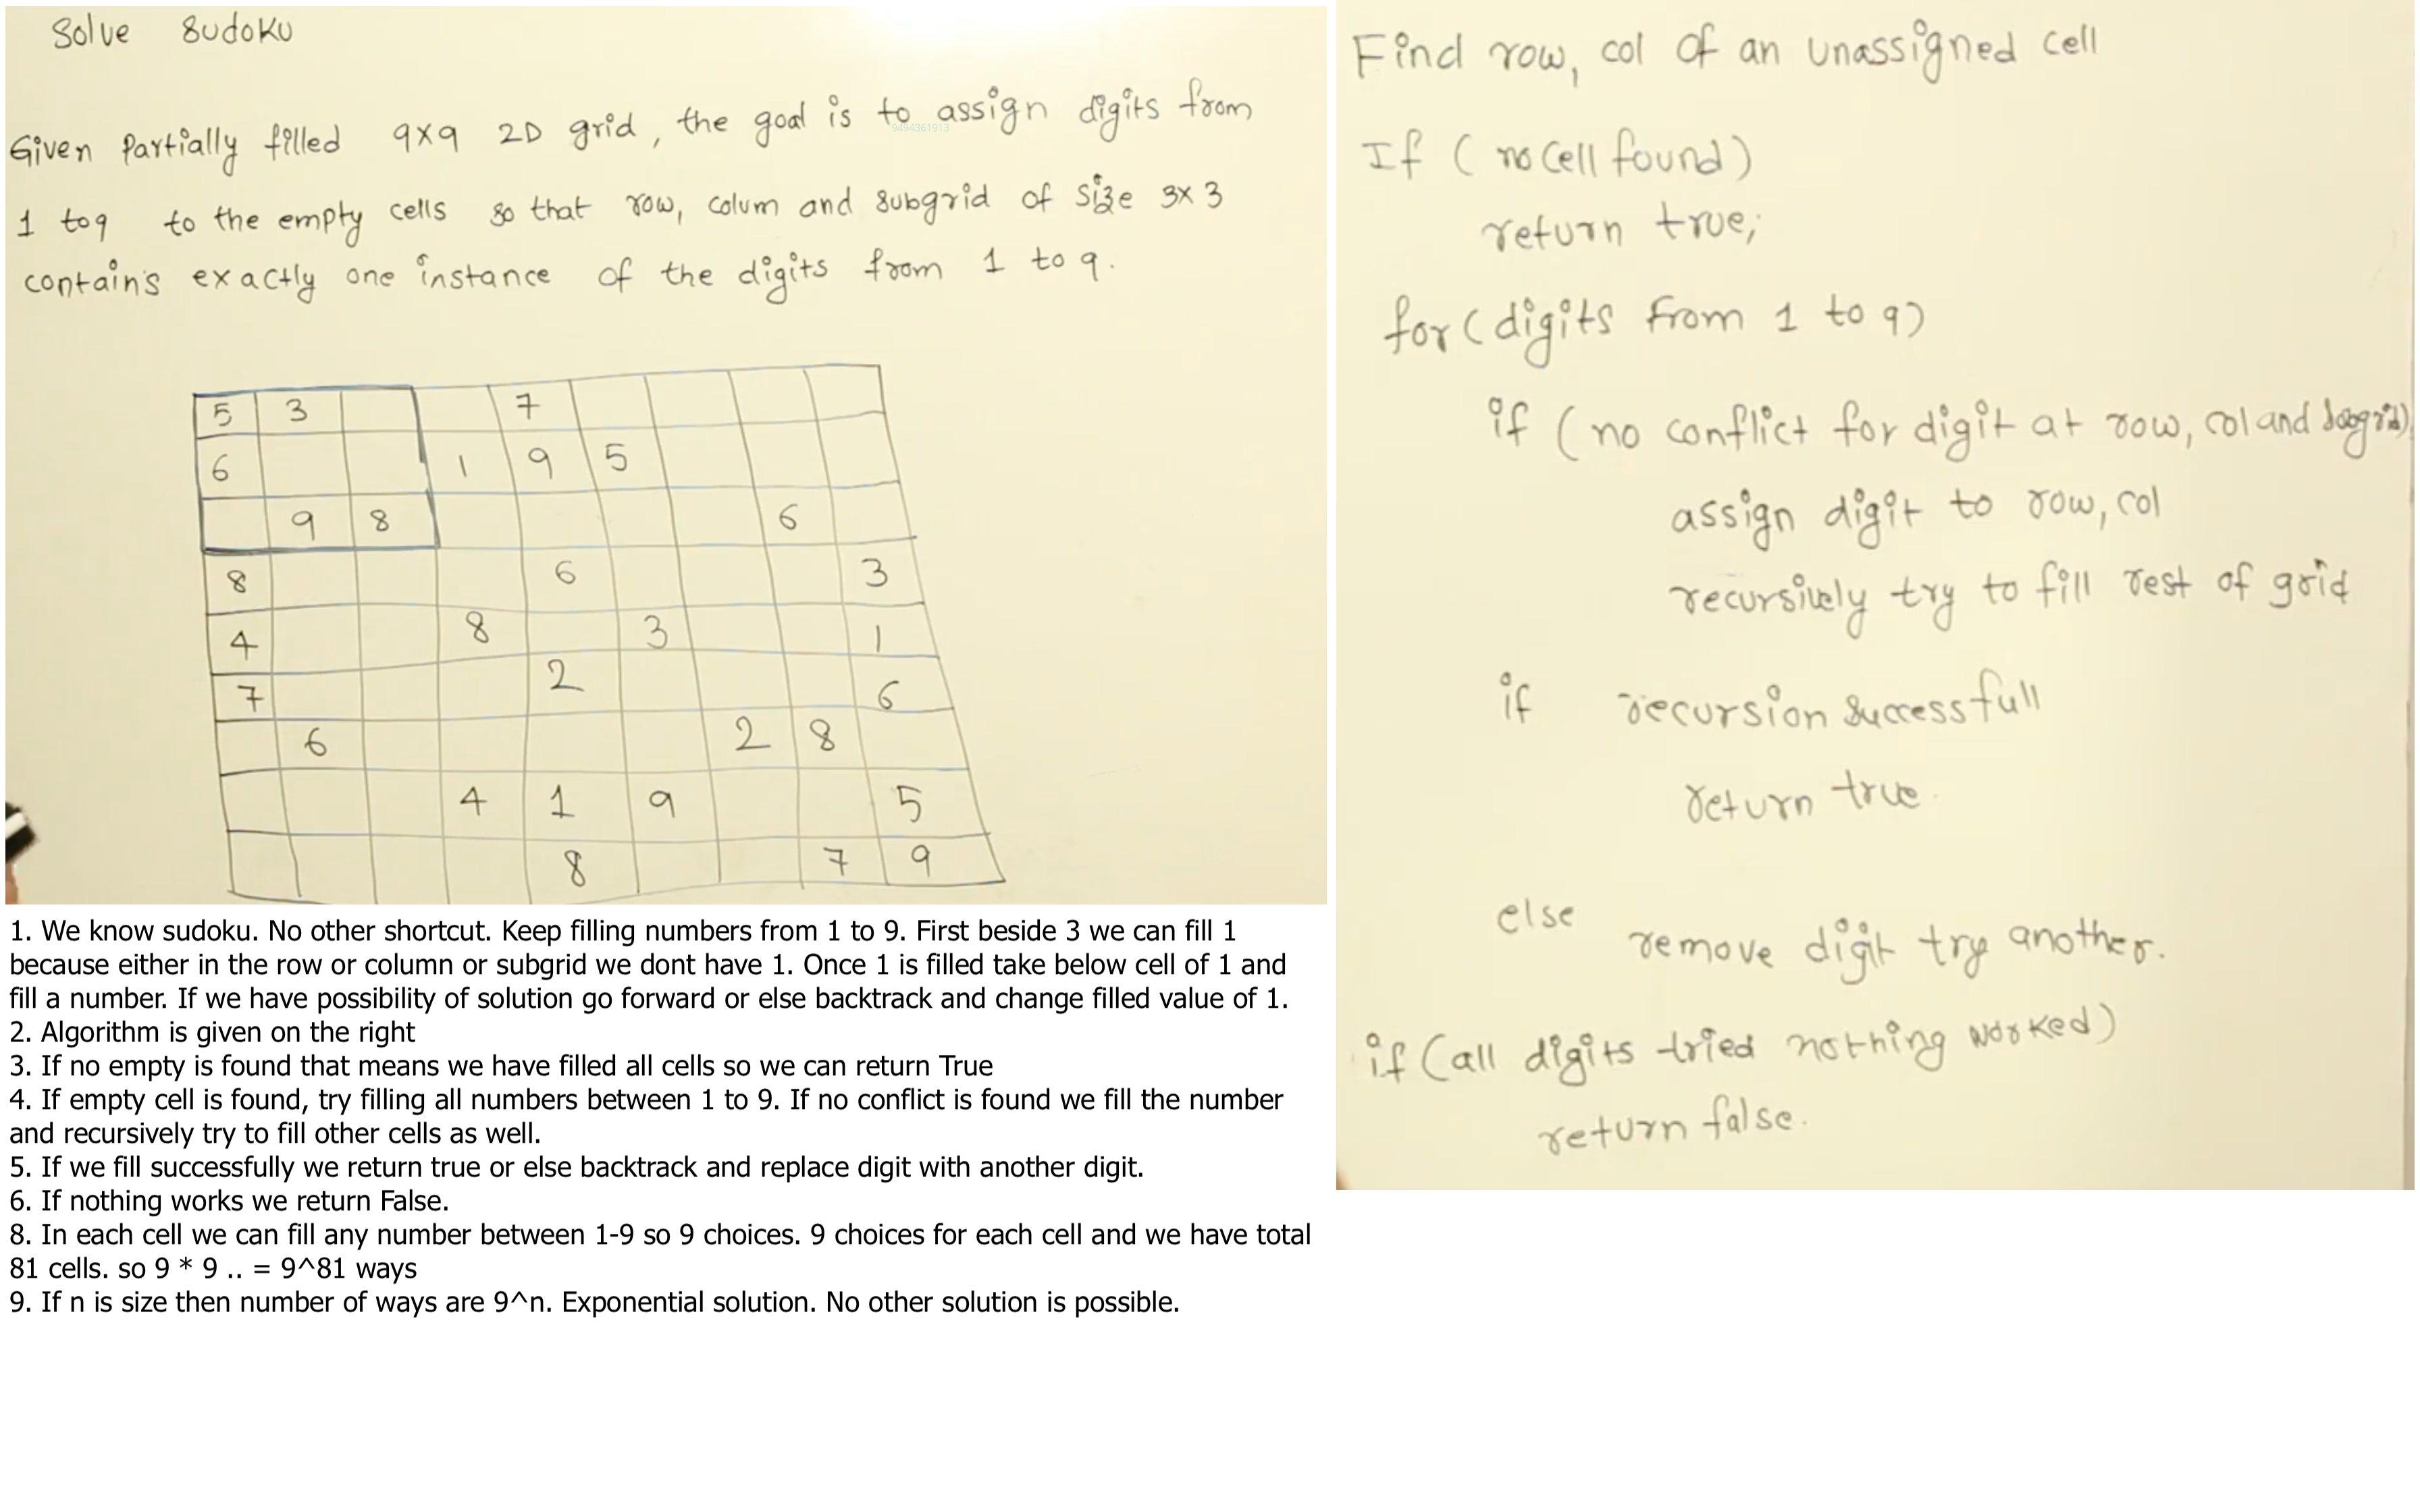 Solve Sudoku
Given Partially filled 9x9 2D grid, the goal is to assign digits from
9494361913
1 to 9 to the empty cells so that row, colum and subgrid of size 3x3
contains exactly one instance of the digits from 1 to 9.
5 3 7
6 1 9 5
9 8 6
8 6 3
4 8 3 1
7 2 6
6 2 8
4 1 9 5
8 7 9
1. We know sudoku. No other shortcut. Keep filling numbers from 1 to 9. First beside 3 we can fill 1
because either in the row or column or subgrid we dont have 1. Once 1 is filled take below cell of 1 and
fill a number. If we have possibility of solution go forward or else backtrack and change filled value of 1.
2. Algorithm is given on the right
3. If no empty is found that means we have filled all cells so we can return True
4. If empty cell is found, try filling all numbers between 1 to 9. If no conflict is found we fill the number
and recursively try to fill other cells as well.
5. If we fill successfully we return true or else backtrack and replace digit with another digit.
6. If nothing works we return False.
8. In each cell we can fill any number between 1-9 so 9 choices. 9 choices for each cell and we have total
81 cells. so 9 * 9 .. = 9^81 ways
9. If n is size then number of ways are 9^n. Exponential solution. No other solution is possible.
Find row, col of an unassigned cell
If ( no cell found)
return true;
for (digits from 1 to 9)
if ( no conflict for digit at row, col and subgrid)
assign digit to row, col
recursively try to fill rest of grid
if recursion successfull
return true.
else
remove digit try another.
if (all digits tried nothing worked)
return false.